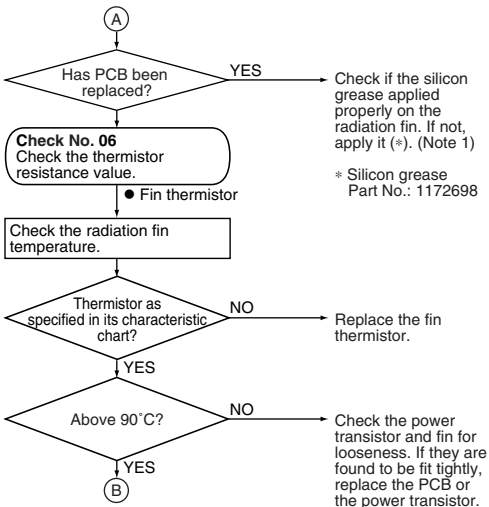 A
Has PCB been
replaced?
YES
Check if the silicon
grease applied
properly on the
radiation fin. If not,
apply it (*). (Note 1)
* Silicon grease
Part No.: 1172698
Check No. 06
Check the thermistor
resistance value.
● Fin thermistor
Check the radiation fin
temperature.
Thermistor as
specified in its characteristic
chart?
NO
Replace the fin
thermistor.
YES
Above 90˚C?
NO
Check the power
transistor and fin for
looseness. If they are
found to be fit tightly,
replace the PCB or
the power transistor.
YES
B